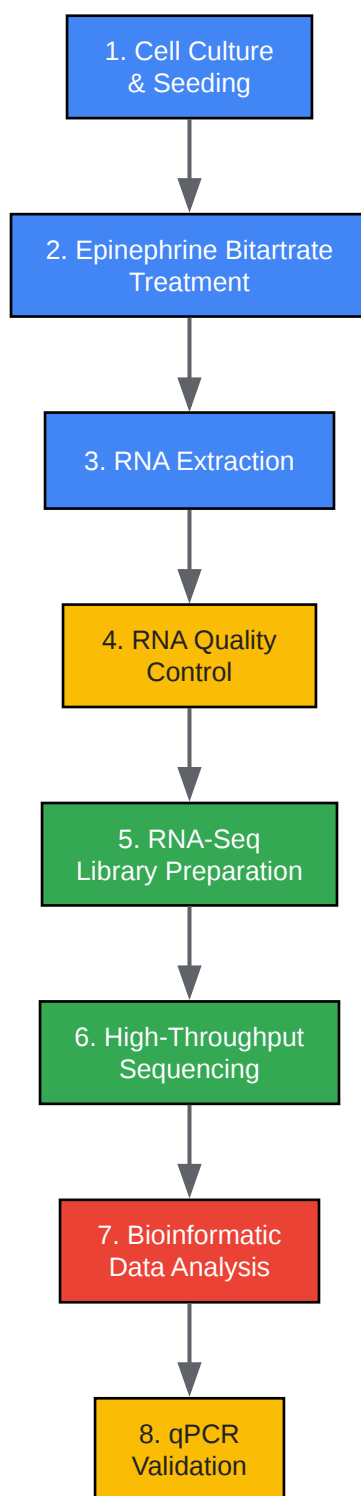 1. Cell Culture
& Seeding
2. Epinephrine Bitartrate
Treatment
3. RNA Extraction
4. RNA Quality
Control
5. RNA-Seq
Library Preparation
6. High-Throughput
Sequencing
7. Bioinformatic
Data Analysis
8. qPCR
Validation